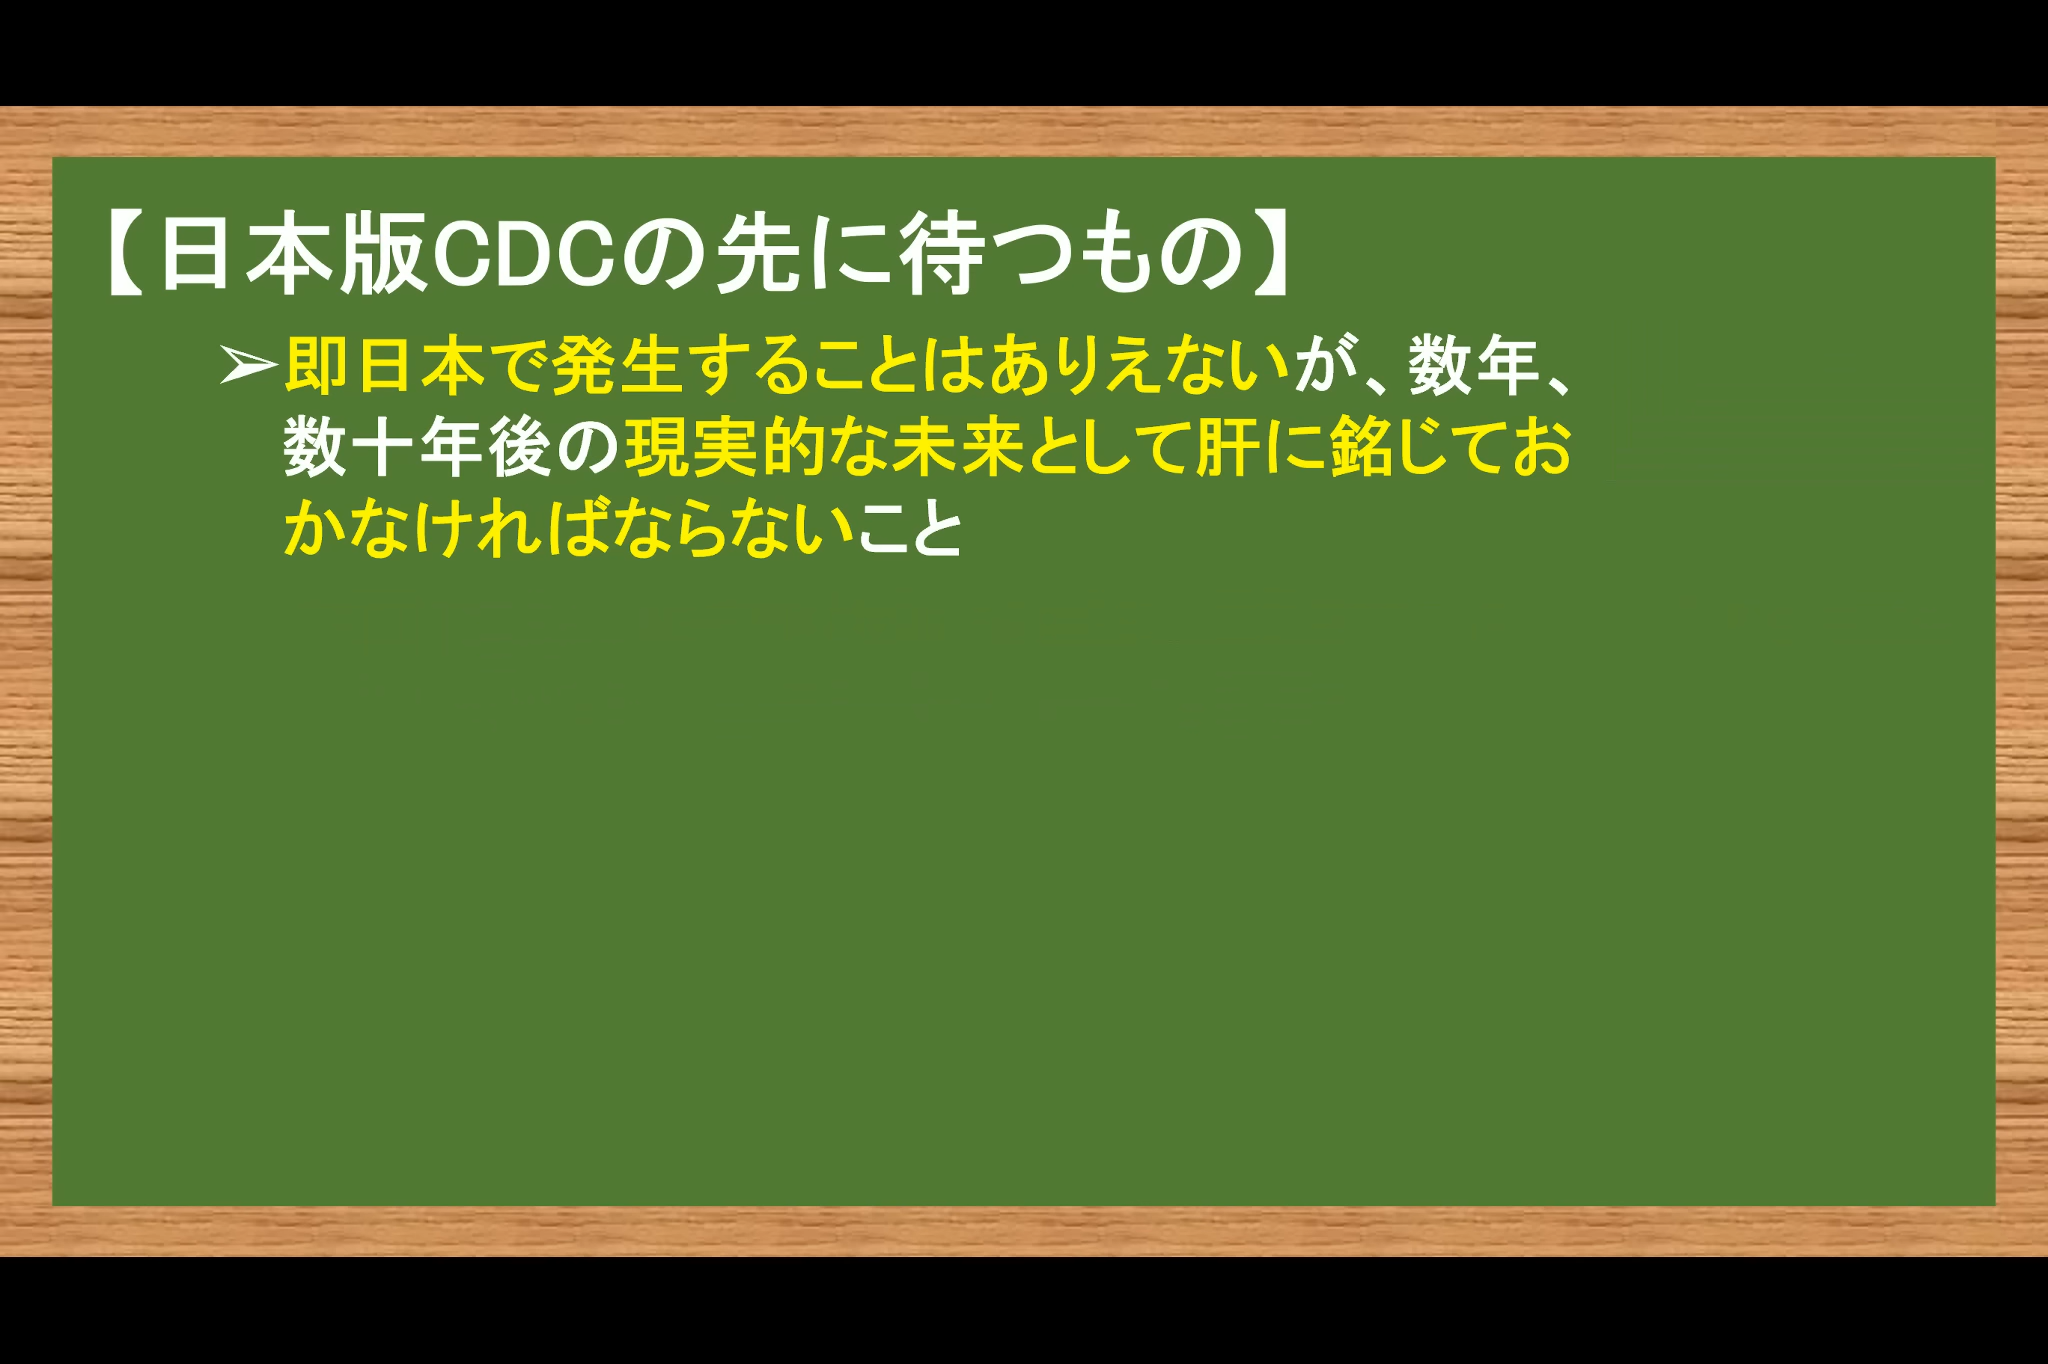 【日本版CDCの先に待つもの】
➢即日本で発生することはありえないが、数年、
数十年後の現実的な未来として肝に銘じてお
かなければならないこと